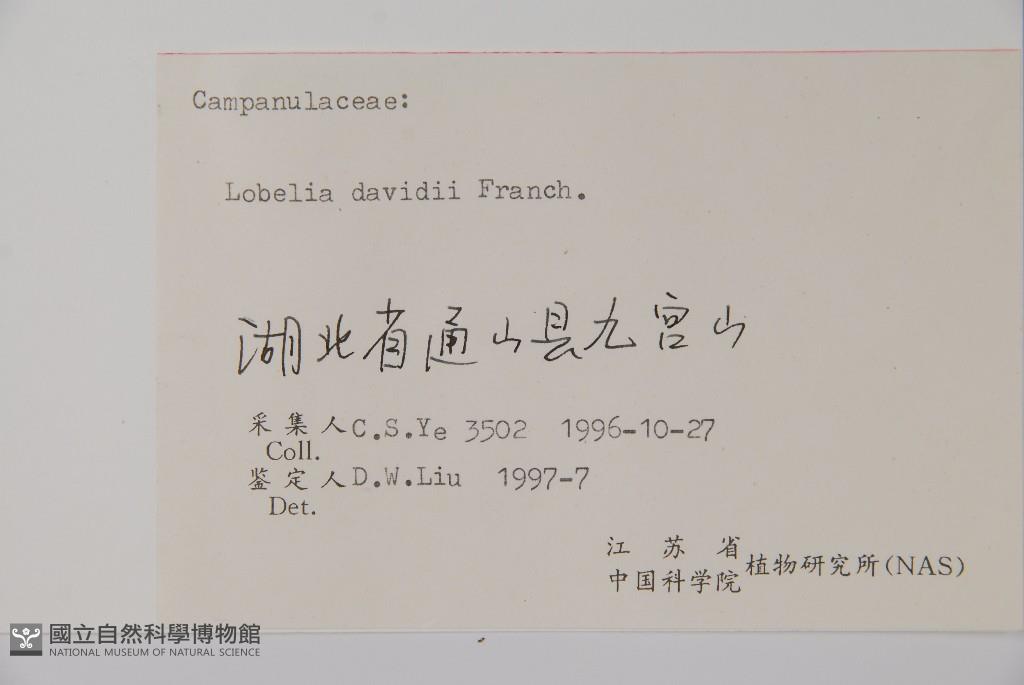 Campanulaceae:
Lobelia davidii Franch.
湖北省通山县九宫山
采集人 C.S.Ye 3502 1996-10-27
Coll.
鉴定人 D.W.Liu 1997-7
Det.
江苏省
中国科学院 植物研究所(NAS)
國立自然科學博物館
NATIONAL MUSEUM OF NATURAL SCIENCE